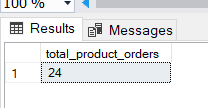 100 %
Results Messages
total_product_orders
1 24